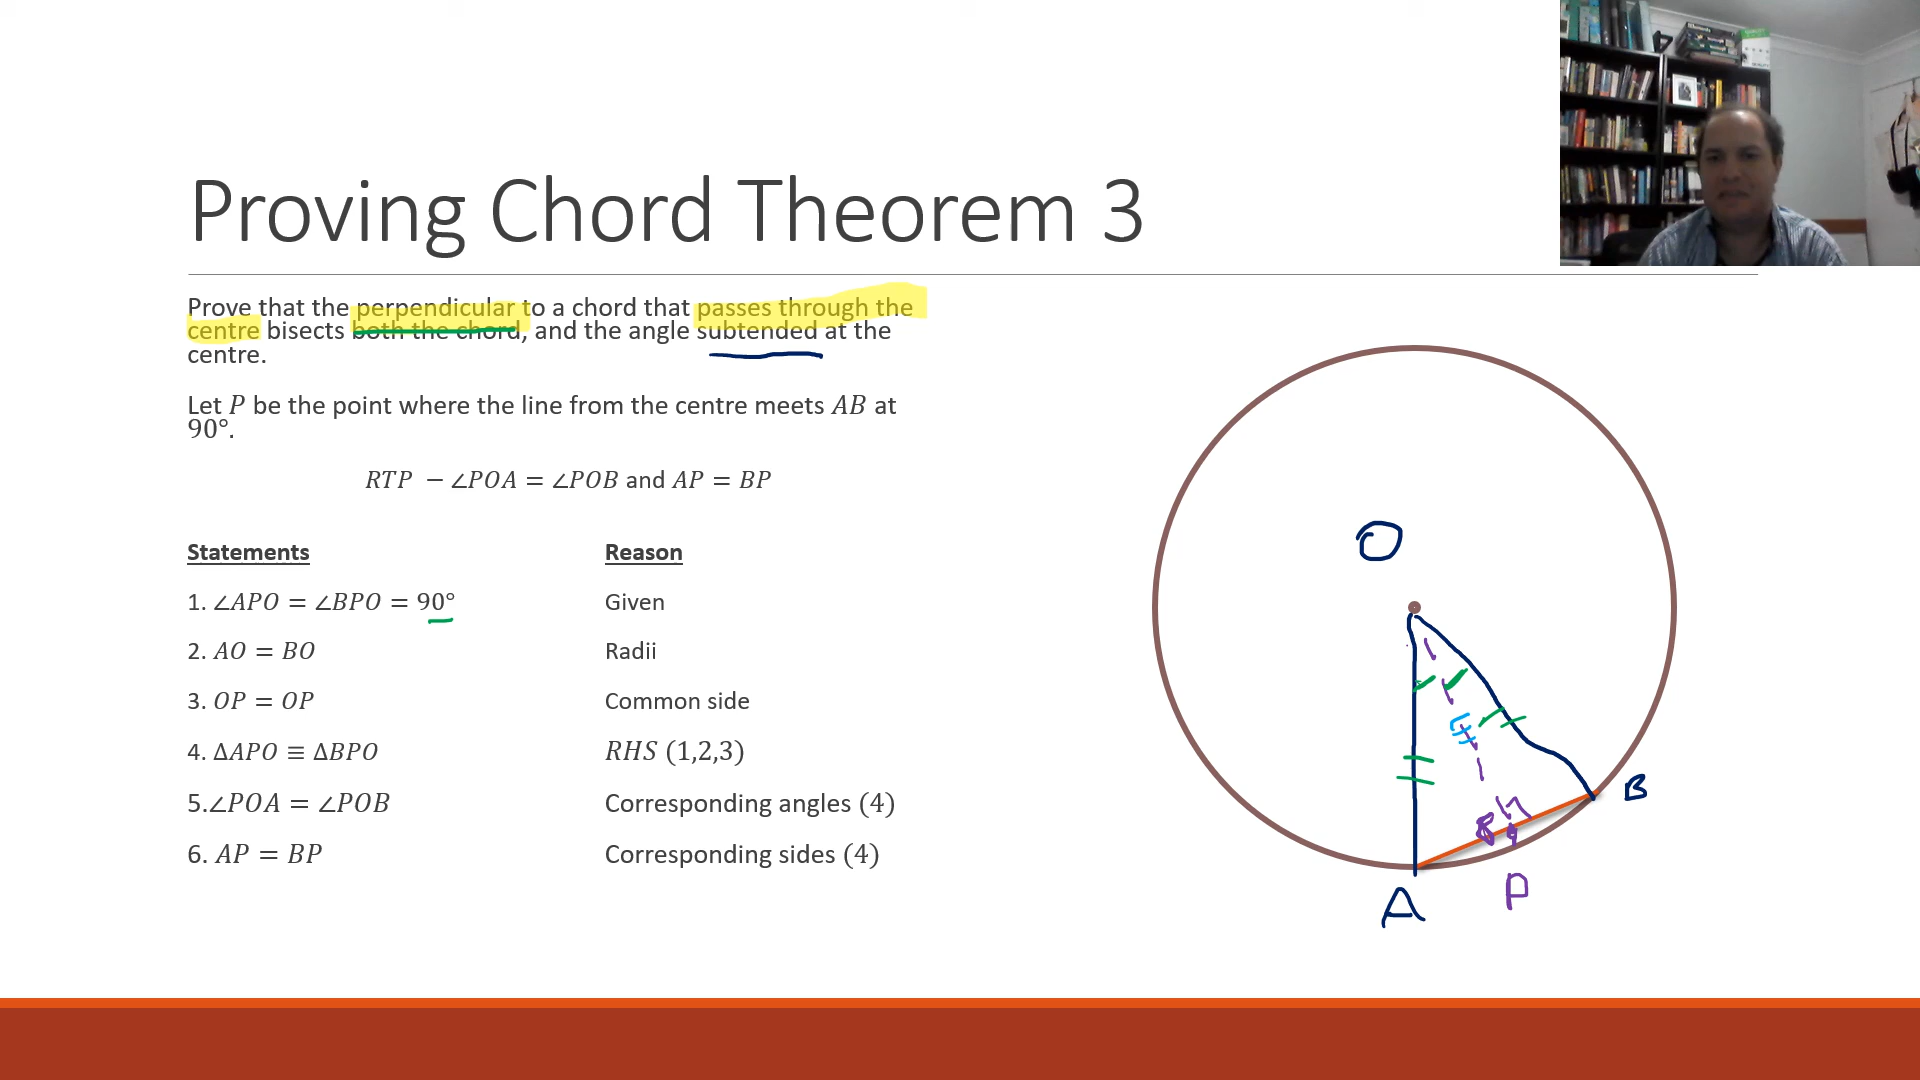 Proving Chord Theorem 3
Prove that the perpendicular to a chord that passes through the
centre bisects both the chord, and the angle subtended at the
centre.
Let P be the point where the line from the centre meets AB at
90°.
RTP − ∠POA = ∠POB and AP = BP
Statements Reason
1. ∠APO = ∠BPO = 90° Given
2. AO = BO Radii
3. OP = OP Common side
4. ΔAPO ≡ ΔBPO RHS (1,2,3)
5.∠POA = ∠POB Corresponding angles (4)
6. AP = BP Corresponding sides (4)
O
B
A
P